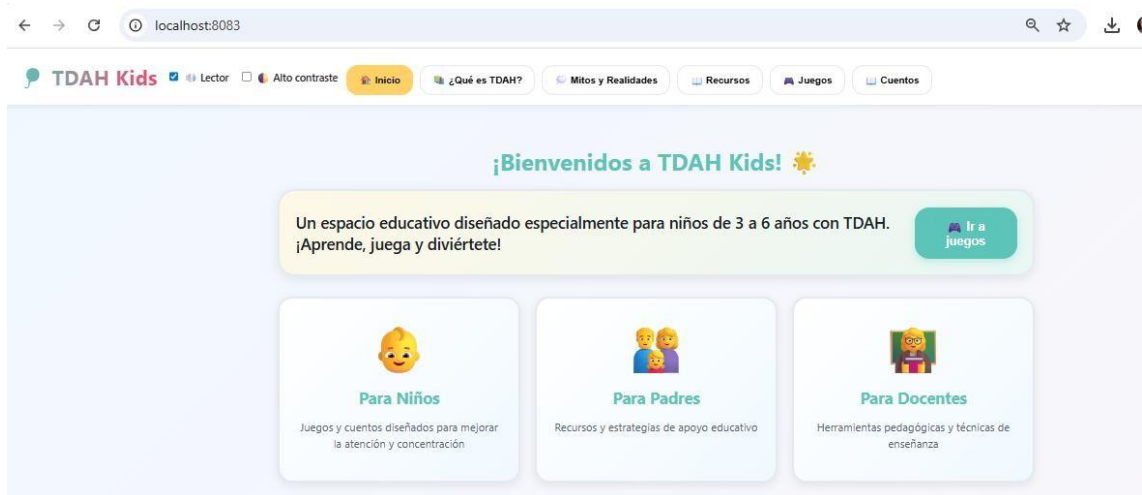 localhost:8083
TDAH Kids Lector Alto contraste Inicio ¿Qué es TDAH? Mitos y Realidades Recursos Juegos Cuentos
¡Bienvenidos a TDAH Kids!
Un espacio educativo diseñado especialmente para niños de 3 a 6 años con TDAH.
¡Aprende, juega y diviértete!
Ir a
juegos
Para Niños
Juegos y cuentos diseñados para mejorar
la atención y concentración
Para Padres
Recursos y estrategias de apoyo educativo
Para Docentes
Herramientas pedagógicas y técnicas de
enseñanza